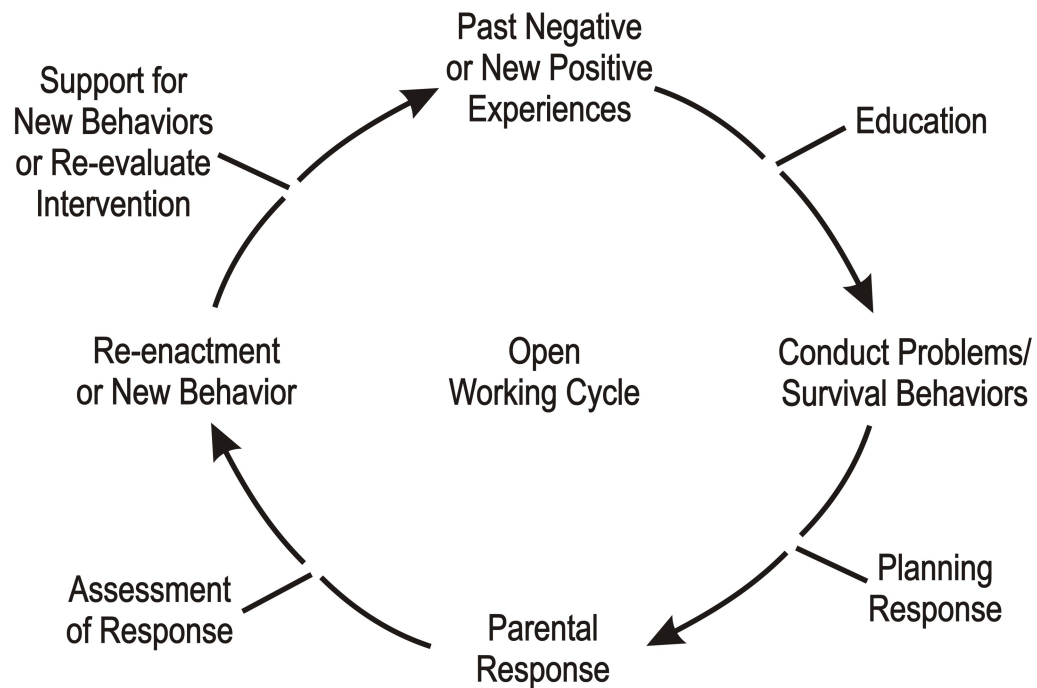 Past Negative
or New Positive
Experiences
Education
Conduct Problems/
Survival Behaviors
Planning
Response
Parental
Response
Assessment
of Response
Re-enactment
or New Behavior
Support for
New Behaviors
or Re-evaluate
Intervention
Open
Working Cycle